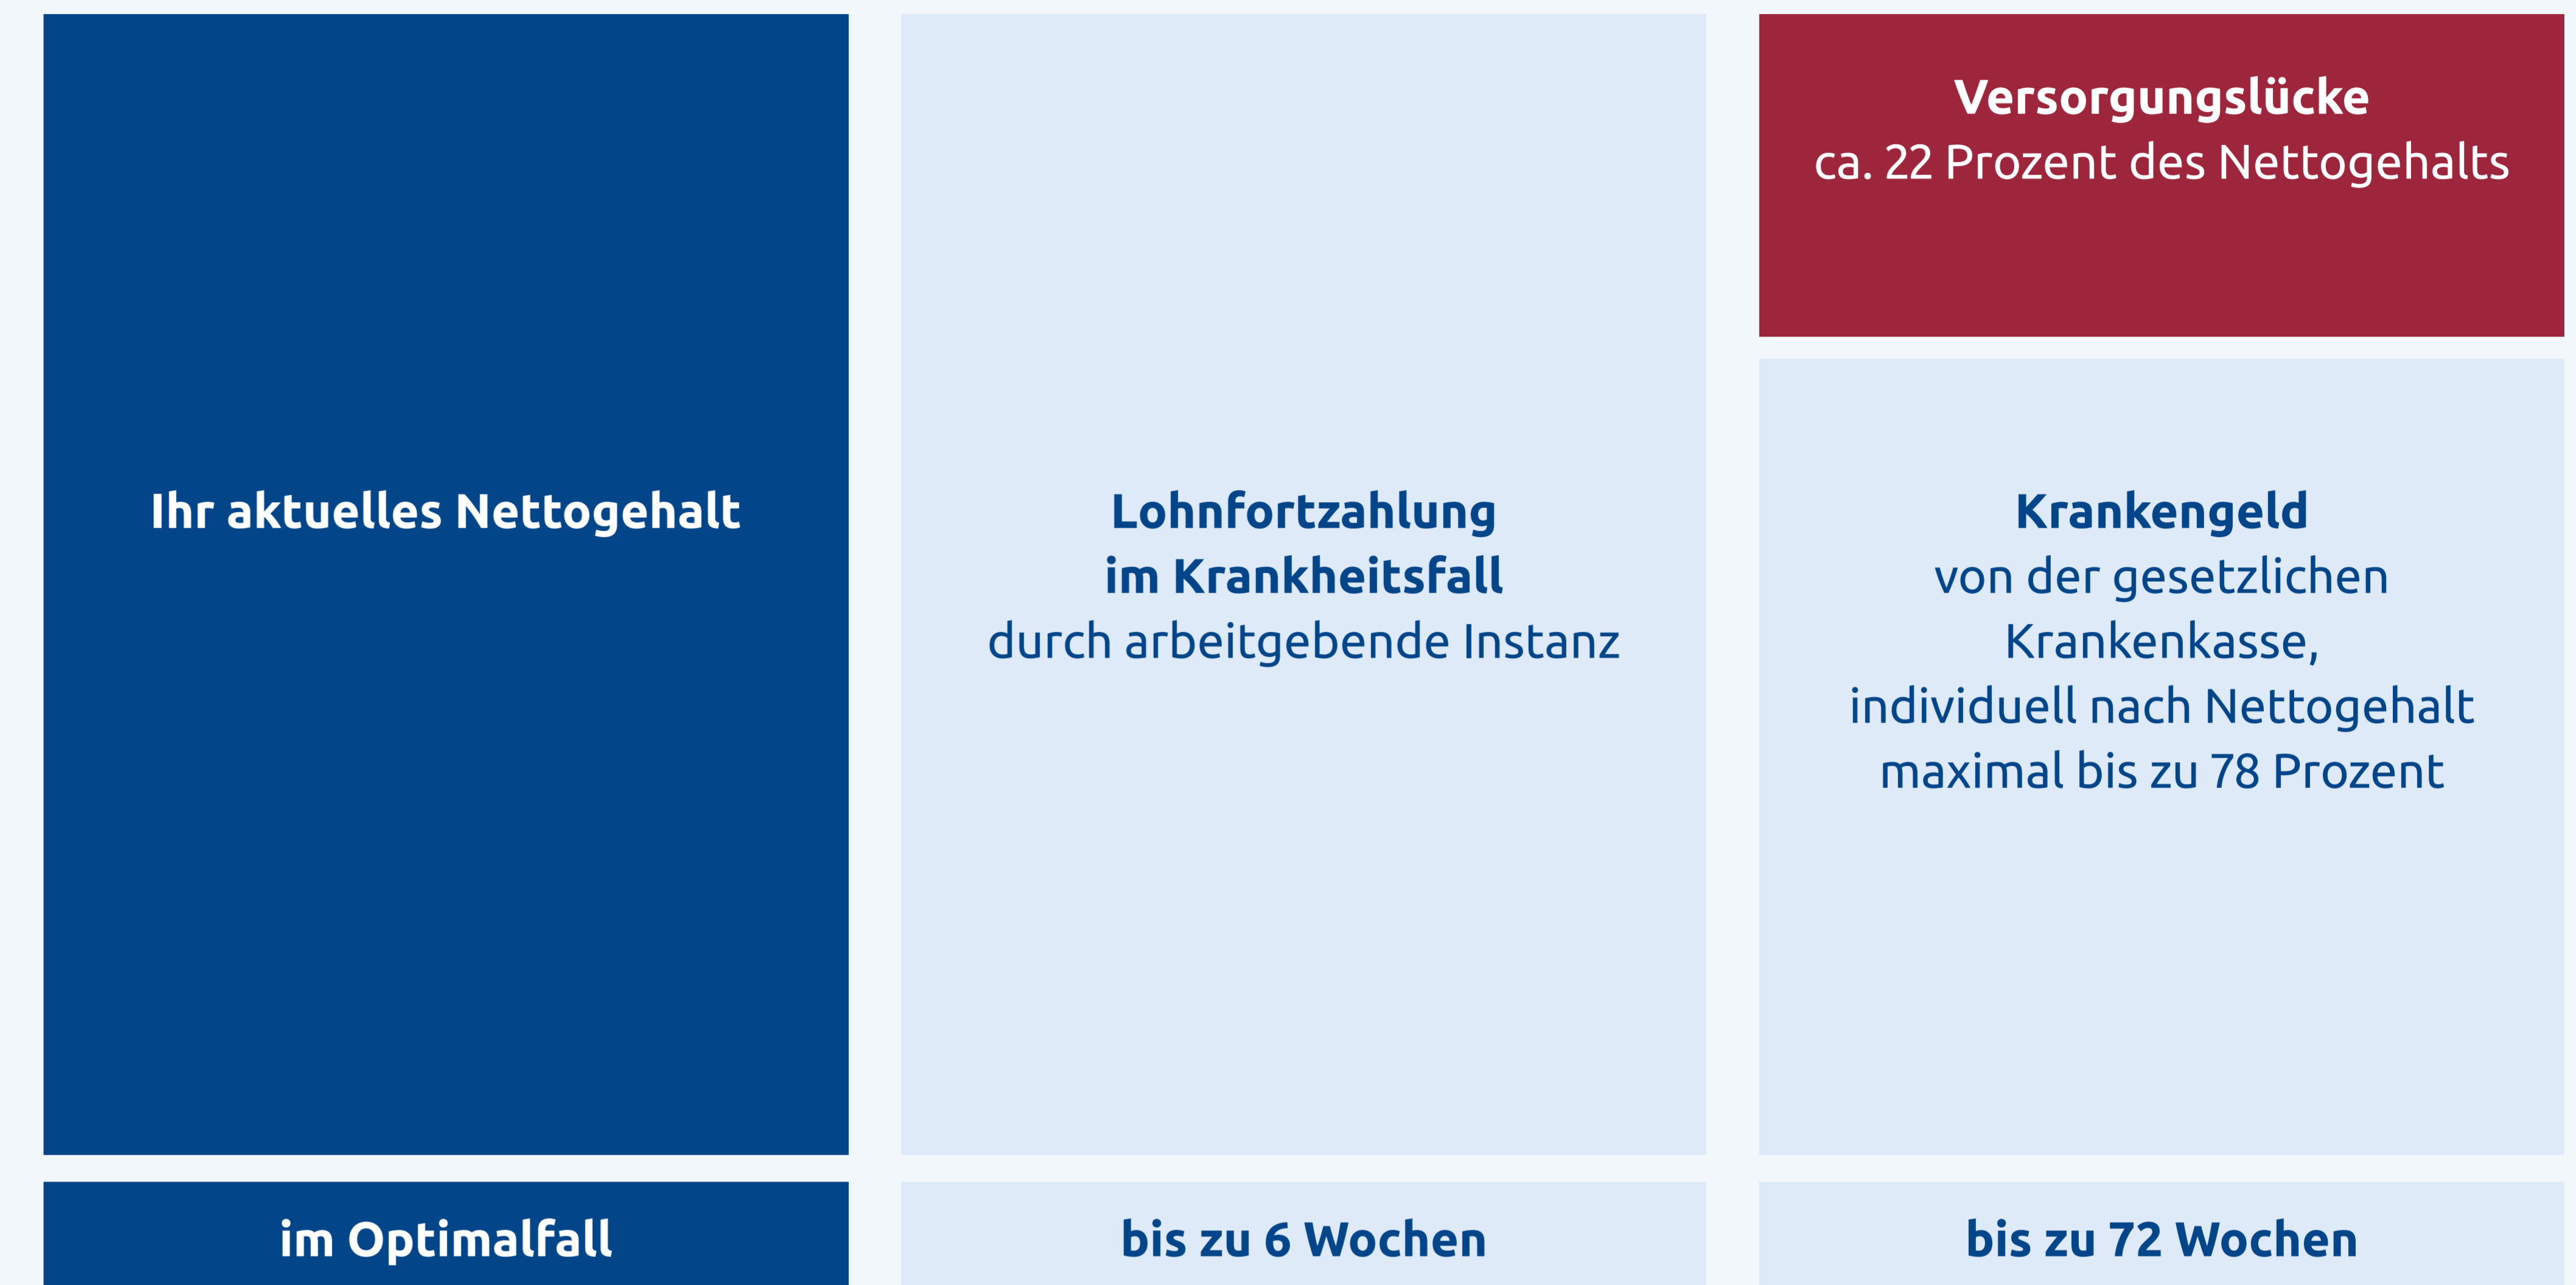 Ihr aktuelles Nettogehalt
im Optimalfall
Lohnfortzahlung
im Krankheitsfall
durch arbeitgebende Instanz
bis zu 6 Wochen
Versorgungslücke
ca. 22 Prozent des Nettogehalts
Krankengeld
von der gesetzlichen
Krankenkasse,
individuell nach Nettogehalt
maximal bis zu 78 Prozent
bis zu 72 Wochen